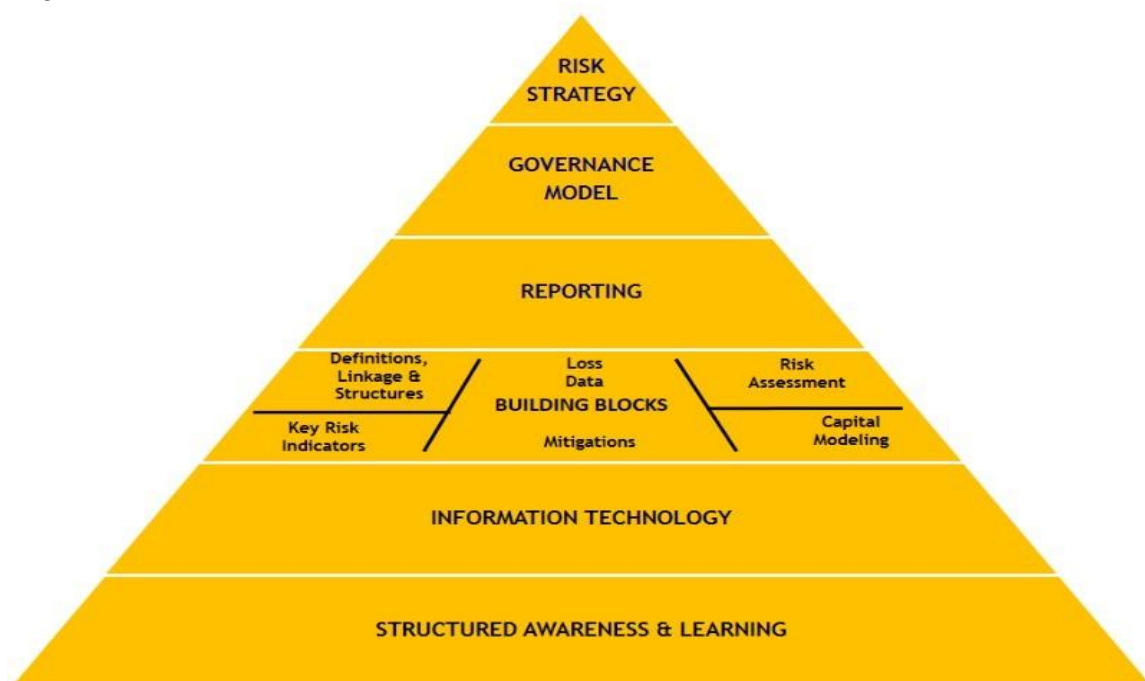 RISK
STRATEGY
GOVERNANCE
MODEL
REPORTING
Definitions,
Linkage &
Structures
Key Risk
Indicators
Loss
Data
BUILDING BLOCKS
Mitigations
Risk
Assessment
Capital
Modeling
INFORMATION TECHNOLOGY
STRUCTURED AWARENESS & LEARNING